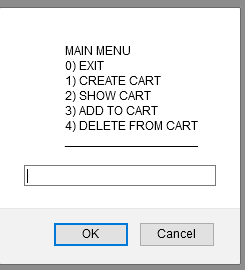 MAIN MENU
0) EXIT
1) CREATE CART
2) SHOW CART
3) ADD TO CART
4) DELETE FROM CART
OK
Cancel